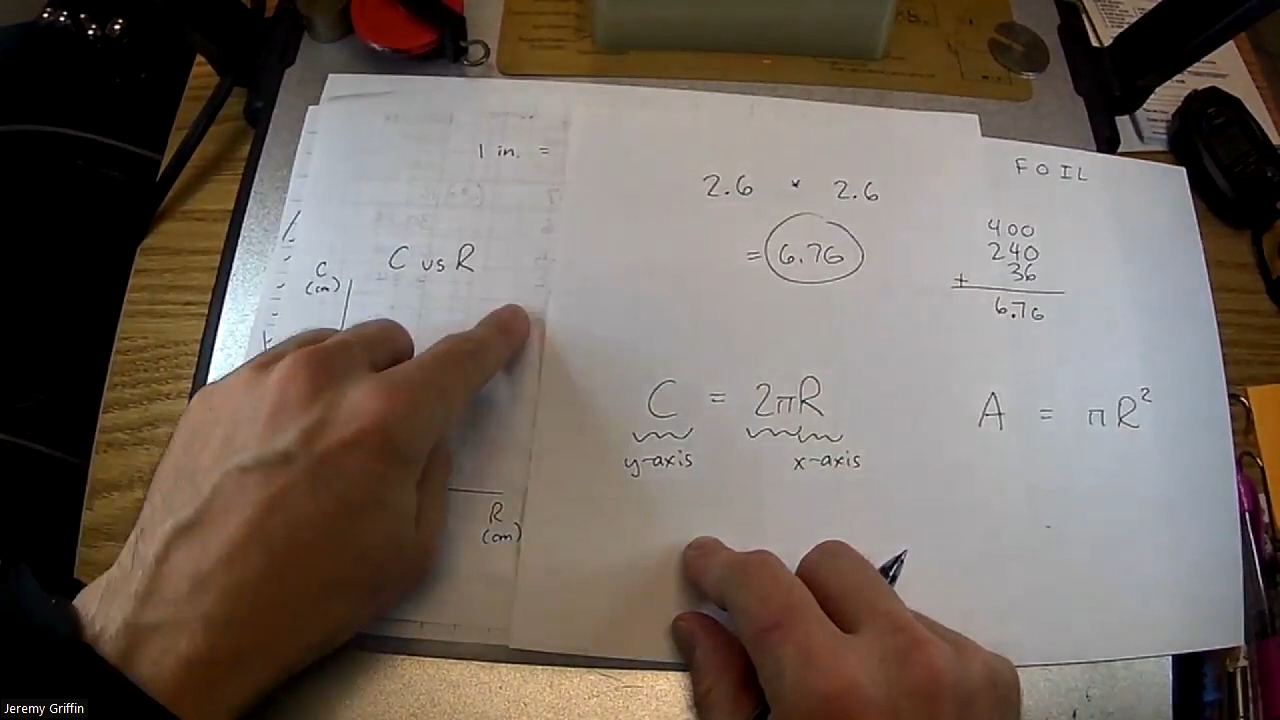 1 in. =
C vs R
C
(cm)
R
(cm)
2.6 * 2.6
= 6.76
FOIL
400
240
+ 36
6.76
C = 2πR
y-axis x-axis
A = πR²
Jeremy Griffin